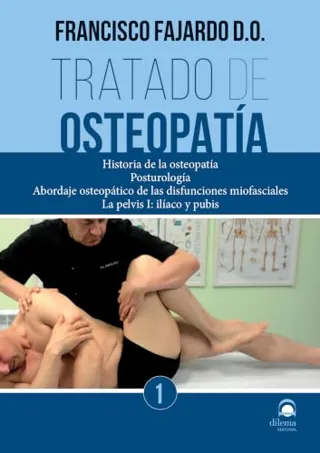 FRANCISCO FAJARDO D.O.
TRATADO DE
OSTEOPATÍA
Historia de la osteopatía
Posturología
Abordaje osteopático de las disfunciones miofasciales
La pelvis I: ilíaco y pubis
1
dilema
EDITORIAL